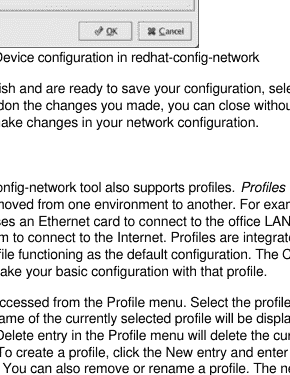 OK Cancel
Device configuration in redhat-config-network
ish and are ready to save your configuration, sele
don the changes you made, you can close withou
ake changes in your network configuration.
onfig-network tool also supports profiles. Profiles
moved from one environment to another. For exam
ses an Ethernet card to connect to the office LAN
m to connect to the Internet. Profiles are integrate
file functioning as the default configuration. The C
ake your basic configuration with that profile.
ccessed from the Profile menu. Select the profile
ame of the currently selected profile will be displa
Delete entry in the Profile menu will delete the cur
To create a profile, click the New entry and enter
You can also remove or rename a profile. The ne